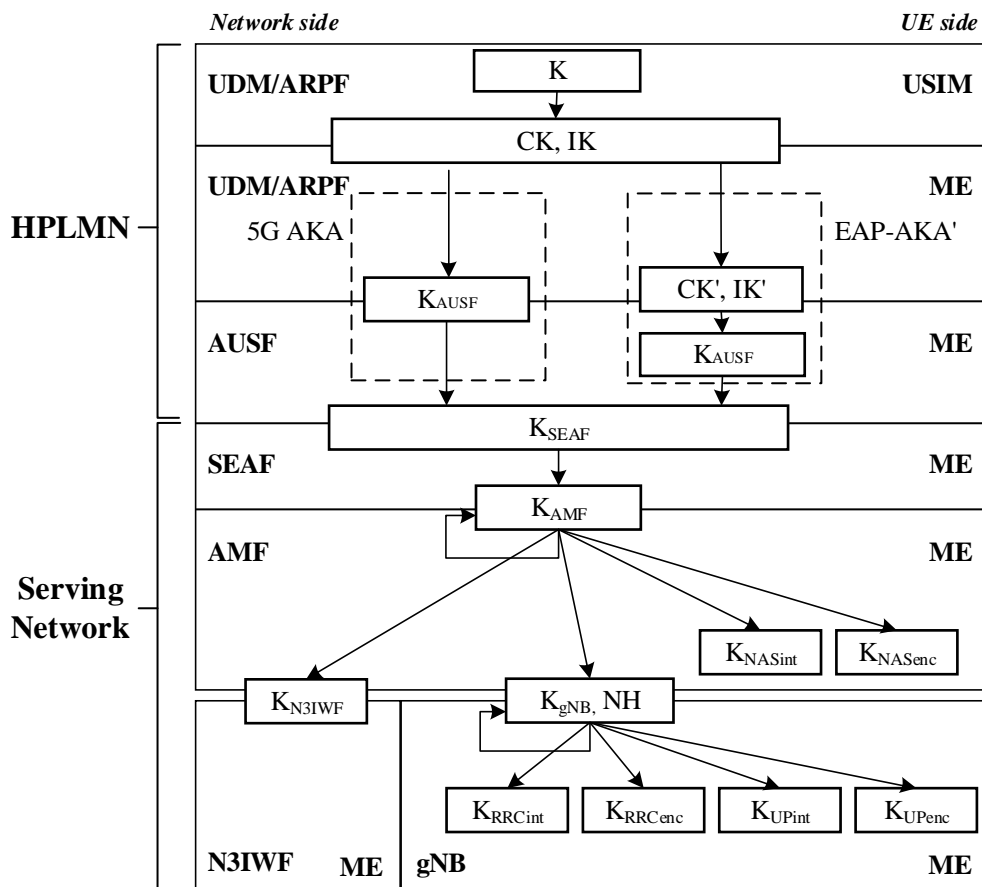 Network side
UE side
UDM/ARPF
K
USIM
CK, IK
UDM/ARPF
ME
HPLMN
5G AKA
EAP-AKA'
CK', IK'
KAUSF
AUSF
KAUSF
ME
KSEAF
SEAF
ME
KAMF
AMF
ME
Serving
Network
KNASint
KNASenc
KN3IWF
KgNB, NH
KRRCint
KRRCenc
KUPint
KUPenc
N3IWF
ME
gNB
ME